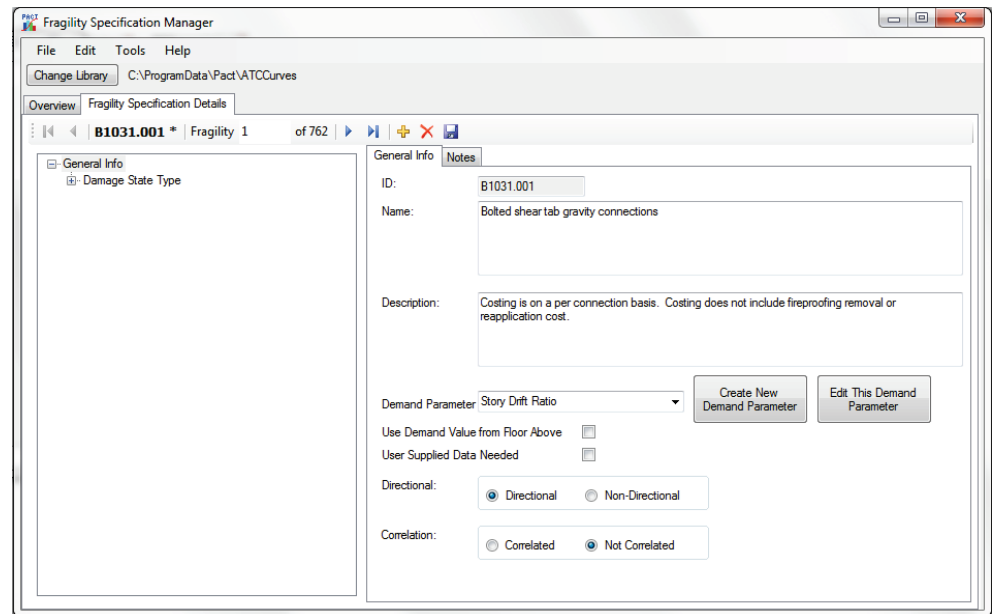 PACT Fragility Specification Manager
File Edit Tools Help
Change Library C:\ProgramData\Pact\ATCCurves
Overview Fragility Specification Details
B1031.001 * Fragility 1 of 762
General Info
Damage State Type
General Info Notes
ID: B1031.001
Name: Bolted shear tab gravity connections
Description: Costing is on a per connection basis. Costing does not include fireproofing removal or
reapplication cost.
Demand Parameter Story Drift Ratio Create New Demand Parameter Edit This Demand Parameter
Use Demand Value from Floor Above
User Supplied Data Needed
Directional: Directional Non-Directional
Correlation: Correlated Not Correlated